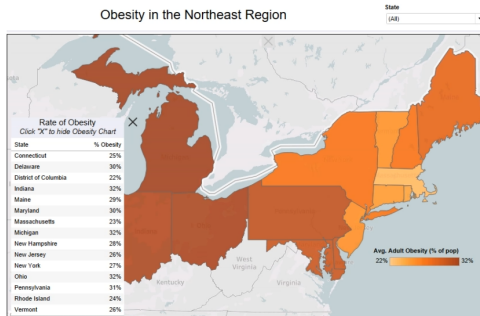 Obesity in the Northeast Region
State
(All)
Rate of Obesity
Click "X" to hide Obesity Chart
State % Obesity
Connecticut 25%
Delaware 30%
District of Columbia 22%
Indiana 32%
Maine 29%
Maryland 30%
Massachusetts 23%
Michigan 32%
New Hampshire 28%
New Jersey 26%
New York 27%
Ohio 32%
Pennsylvania 31%
Rhode Island 24%
Vermont 26%
West
Virginia
Kentucky
Virginia
Avg. Adult Obesity (% of pop)
22% 32%